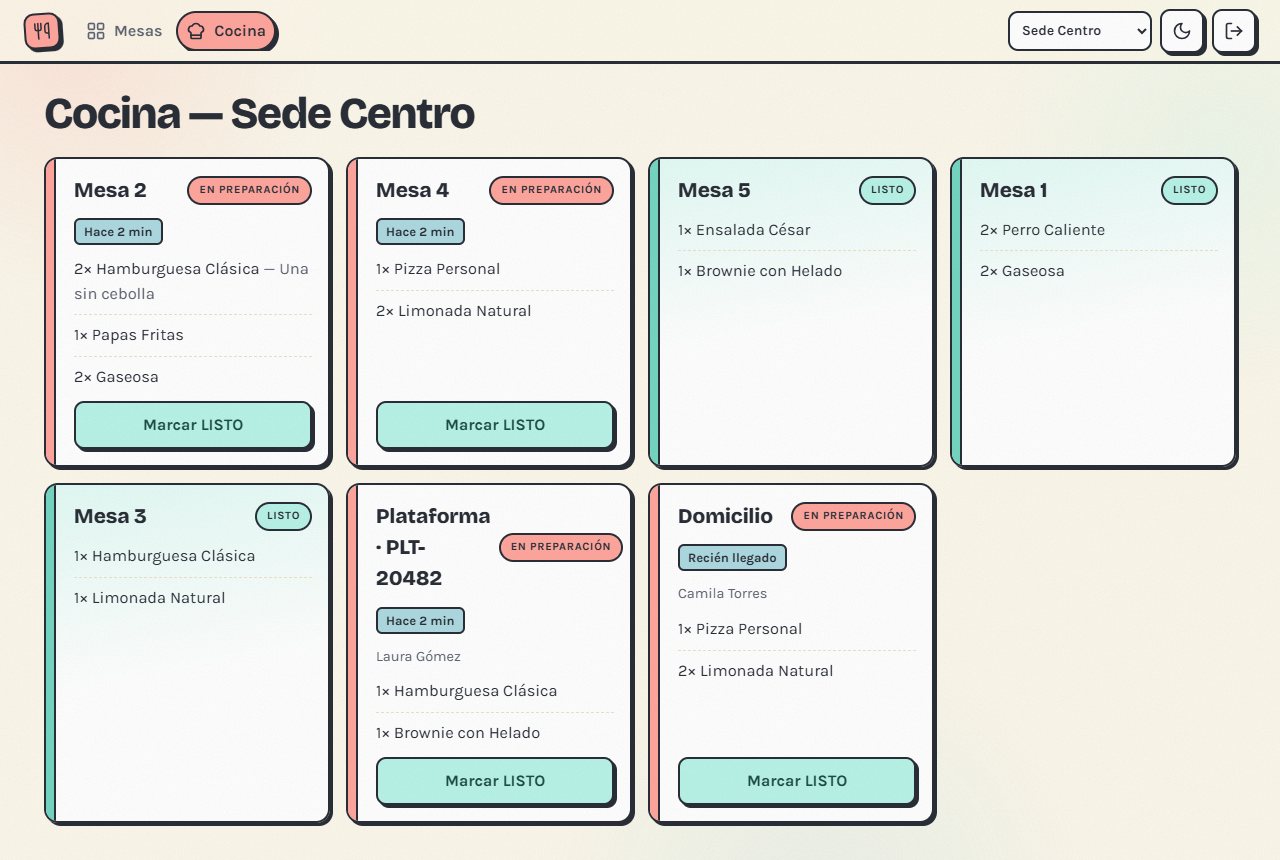 Mesas
Cocina
Sede Centro
Cocina — Sede Centro
Mesa 2
EN PREPARACIÓN
Hace 2 min
2× Hamburguesa Clásica — Una
sin cebolla
1× Papas Fritas
2× Gaseosa
Marcar LISTO
Mesa 4
EN PREPARACIÓN
Hace 2 min
1× Pizza Personal
2× Limonada Natural
Marcar LISTO
Mesa 5
LISTO
1× Ensalada César
1× Brownie con Helado
Mesa 1
LISTO
2× Perro Caliente
2× Gaseosa
Mesa 3
LISTO
1× Hamburguesa Clásica
1× Limonada Natural
Plataforma
· PLT-
20482
EN PREPARACIÓN
Hace 2 min
Laura Gómez
1× Hamburguesa Clásica
1× Brownie con Helado
Marcar LISTO
Domicilio
EN PREPARACIÓN
Recién llegado
Camila Torres
1× Pizza Personal
2× Limonada Natural
Marcar LISTO